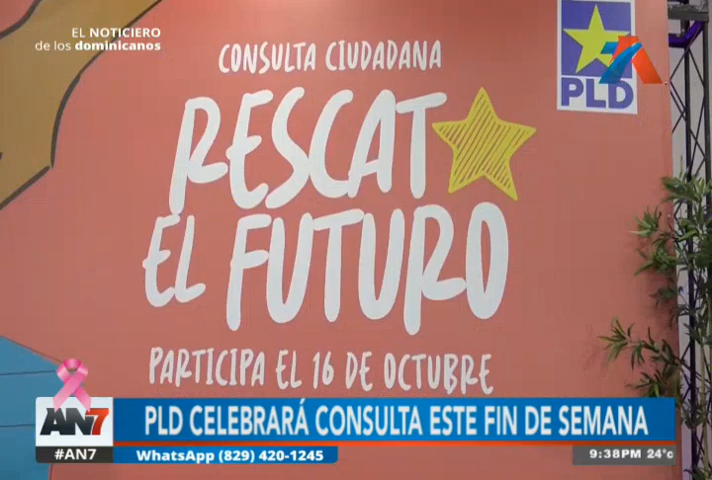 EL NOTICIERO
de los dominicanos
CONSULTA CIUDADANA
PLD
RESCAT
EL FUTURO
PARTICIPA EL 16 DE OCTUBRE
AN7
PLD CELEBRARÁ CONSULTA ESTE FIN DE SEMANA
#AN7
WhatsApp (829) 420-1245
9:38PM 24°c